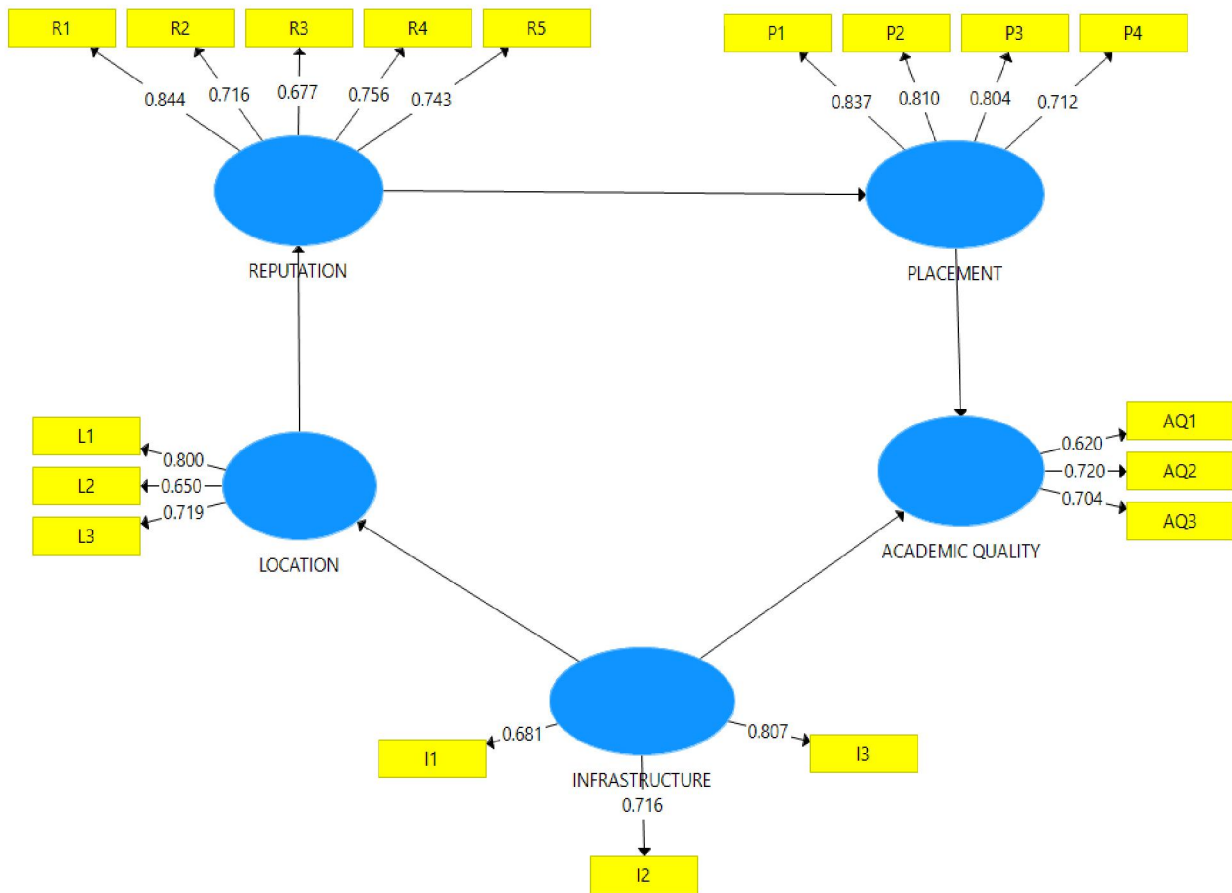 R1 R2 R3 R4 R5
P1 P2 P3 P4
0.844 0.716 0.677 0.756 0.743
0.837 0.810 0.804 0.712
REPUTATION
PLACEMENT
L1
0.800
L2
0.650
L3
0.719
LOCATION
AQ1
0.620
AQ2
0.720
AQ3
0.704
ACADEMIC QUALITY
I1
0.681
0.807
I3
INFRASTRUCTURE
0.716
I2